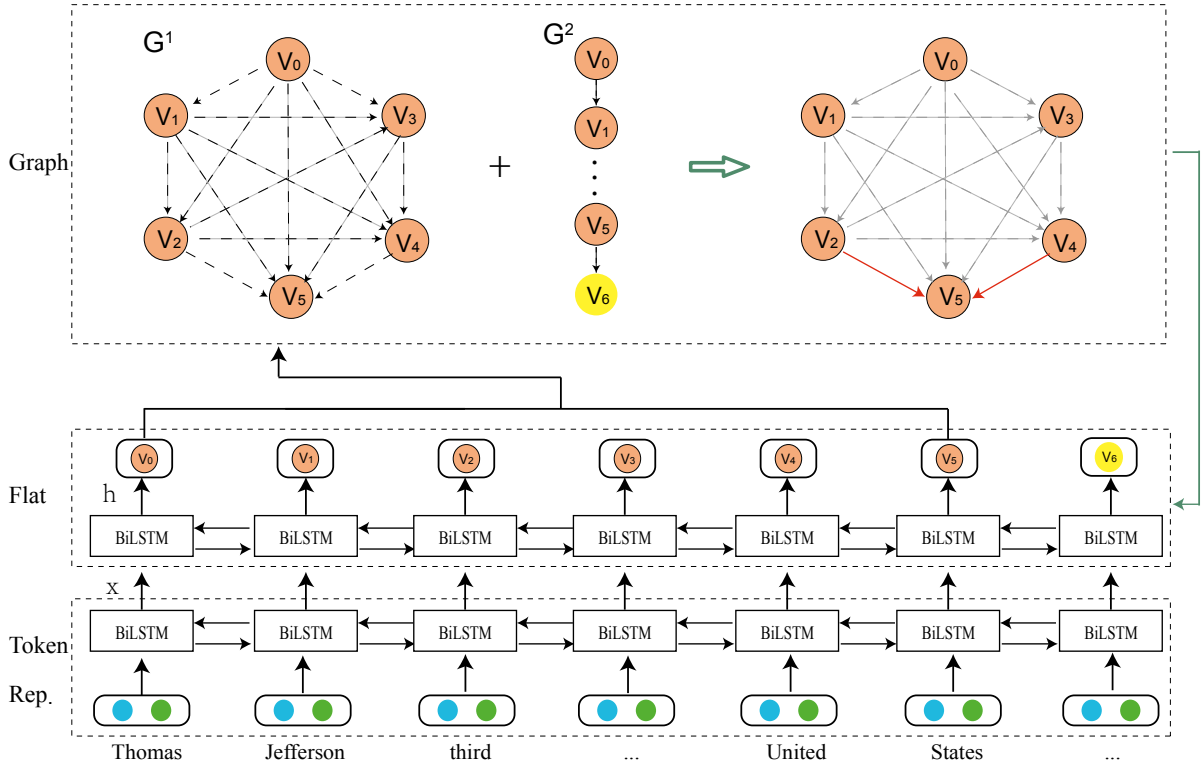 G¹ G²
V₀ V₀ V₀
V₁ V₃ V₁ V₁ V₃
Graph + ⋮
V₂ V₄ V₅ V₂ V₄
V₅ V₆ V₅
V₀ V₁ V₂ V₃ V₄ V₅ V₆
Flat h
BiLSTM BiLSTM BiLSTM BiLSTM BiLSTM BiLSTM BiLSTM
x
Token BiLSTM BiLSTM BiLSTM BiLSTM BiLSTM BiLSTM BiLSTM
Rep.
Thomas Jefferson third ... United States ...